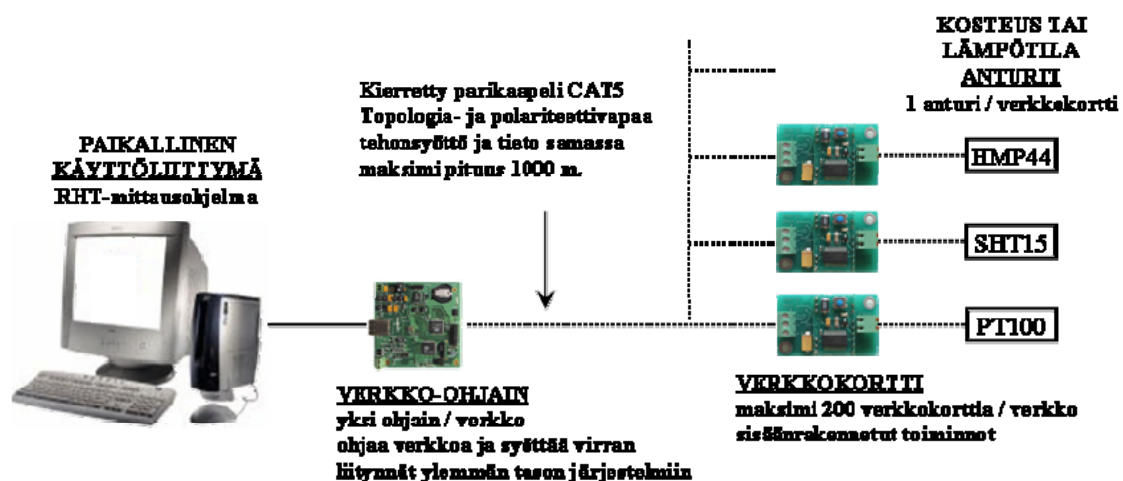 KOSTEUS TAI
LÄMPÖTILA
ANTURII
1 anturi / verkkokortti
Kierretty parikaapeli CAT5
Topologia- ja polariteettivapaa
tehonsyöttö ja tieto samassa
maksimi pituus 1000 m.
PAIKALLINEN
KÄYTTÖLIITTYMÄ
RHT-mittausohjelma
HMP44
SHT15
PT100
VERKKO-OHJAIN
yksi ohjain / verkko
ohjaa verkkoa ja syöttää virran
liitynnät ylemmän tason järjestelmiin
VERKKOKORTTI
maksimi 200 verkkokorttia / verkko
sisäänrakennetut toiminnot